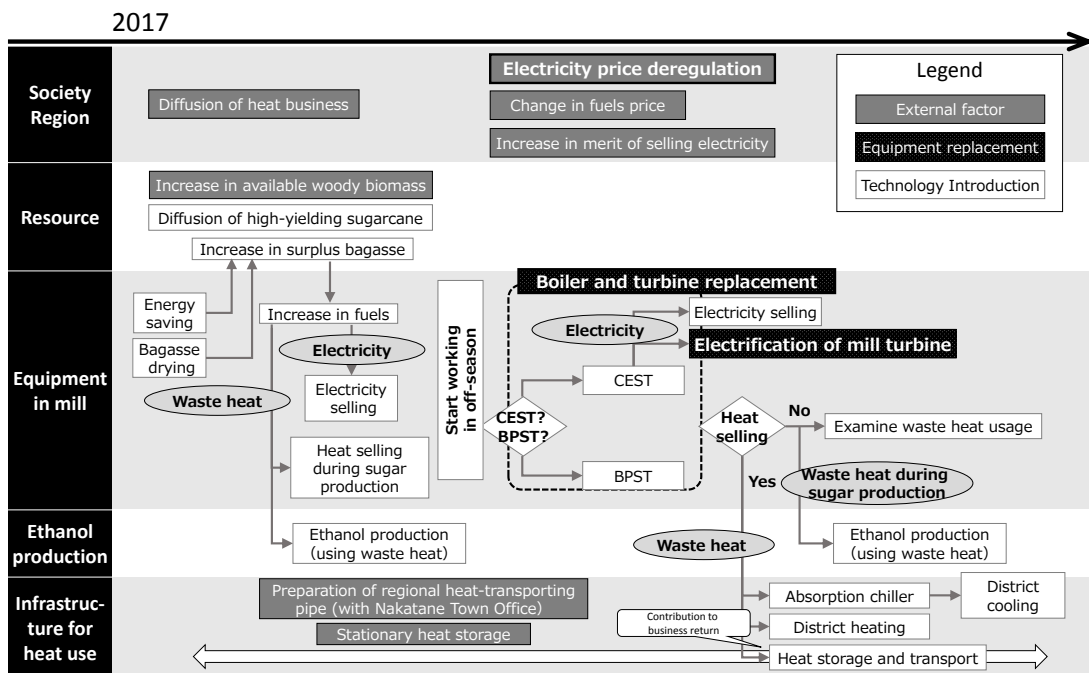 2017
Society
Region
Diffusion of heat business
Electricity price deregulation
Change in fuels price
Increase in merit of selling electricity
Legend
External factor
Equipment replacement
Technology Introduction
Resource
Increase in available woody biomass
Diffusion of high-yielding sugarcane
Increase in surplus bagasse
Equipment
in mill
Energy
saving
Bagasse
drying
Increase in fuels
Electricity
Waste heat
Electricity
selling
Heat selling
during sugar
production
Start working
in off-season
Boiler and turbine replacement
Electricity selling
Electricity
Electrification of mill turbine
CEST
CEST?
BPST?
BPST
Heat
selling
No
Examine waste heat usage
Yes
Waste heat during
sugar production
Ethanol
production
Ethanol production
(using waste heat)
Waste heat
Ethanol production
(using waste heat)
Infrastruc-
ture for
heat use
Preparation of regional heat-transporting
pipe (with Nakatane Town Office)
Stationary heat storage
Contribution to
business return
Absorption chiller
District
cooling
District heating
Heat storage and transport